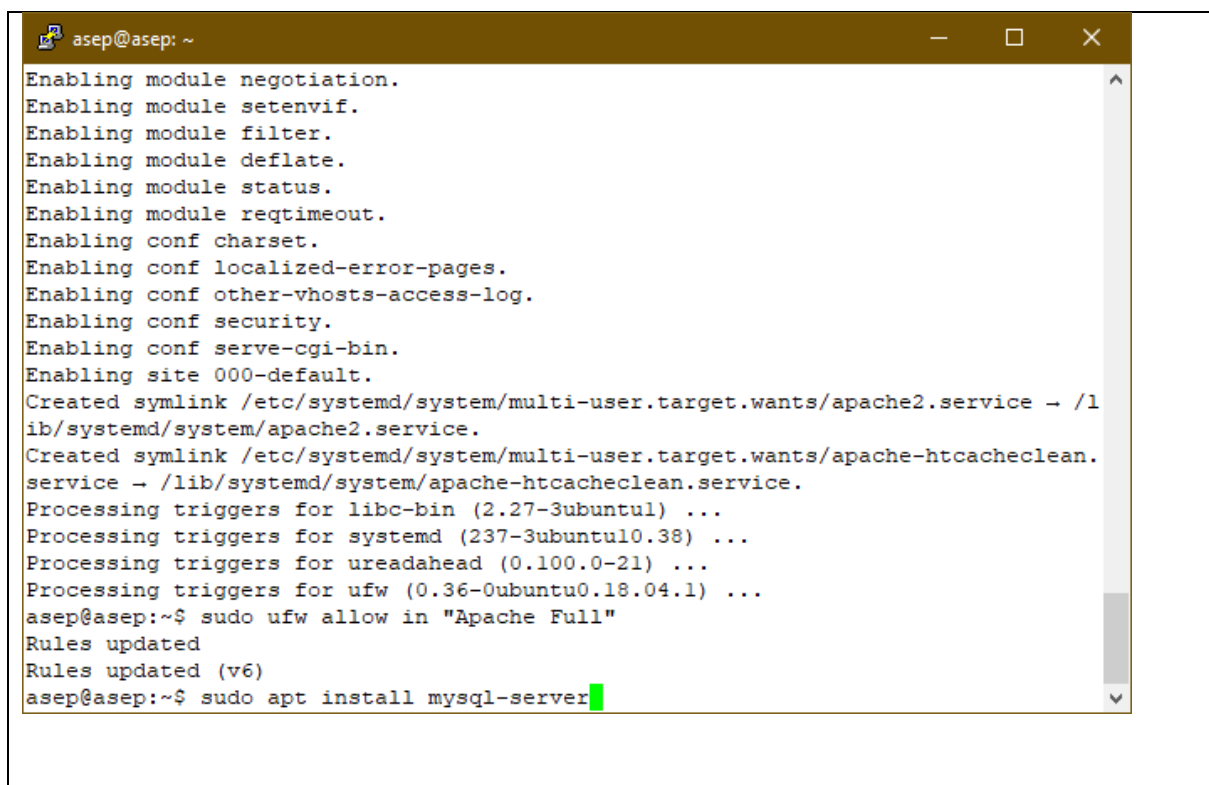 asep@asep: ~
Enabling module negotiation.
Enabling module setenvif.
Enabling module filter.
Enabling module deflate.
Enabling module status.
Enabling module reqtimeout.
Enabling conf charset.
Enabling conf localized-error-pages.
Enabling conf other-vhosts-access-log.
Enabling conf security.
Enabling conf serve-cgi-bin.
Enabling site 000-default.
Created symlink /etc/systemd/system/multi-user.target.wants/apache2.service → /l
ib/systemd/system/apache2.service.
Created symlink /etc/systemd/system/multi-user.target.wants/apache-htcacheclean.
service → /lib/systemd/system/apache-htcacheclean.service.
Processing triggers for libc-bin (2.27-3ubuntu1) ...
Processing triggers for systemd (237-3ubuntu10.38) ...
Processing triggers for ureadahead (0.100.0-21) ...
Processing triggers for ufw (0.36-0ubuntu0.18.04.1) ...
asep@asep:~$ sudo ufw allow in "Apache Full"
Rules updated
Rules updated (v6)
asep@asep:~$ sudo apt install mysql-server